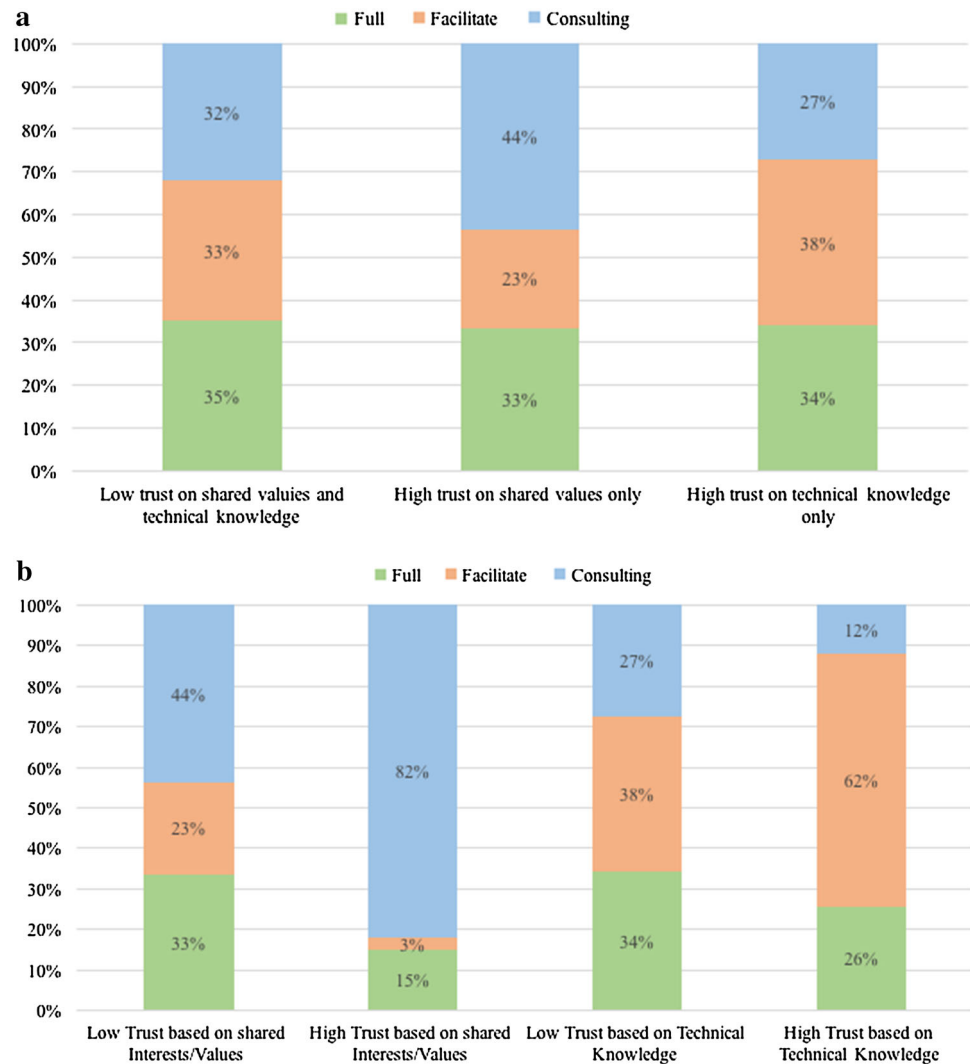 a
Full Facilitate Consulting
100%
90%
80%
70%
60%
50%
40%
30%
20%
10%
0%
32%
33%
35%
44%
23%
33%
27%
38%
34%
Low trust on shared valuies and
technical knowledge
High trust on shared values only
High trust on technical knowledge
only
b
Full Facilitate Consulting
100%
90%
80%
70%
60%
50%
40%
30%
20%
10%
0%
44%
23%
33%
82%
3%
15%
27%
38%
34%
12%
62%
26%
Low Trust based on shared
Interests/Values
High Trust based on shared
Interests/Values
Low Trust based on Technical
Knowledge
High Trust based on
Technical Knowledge